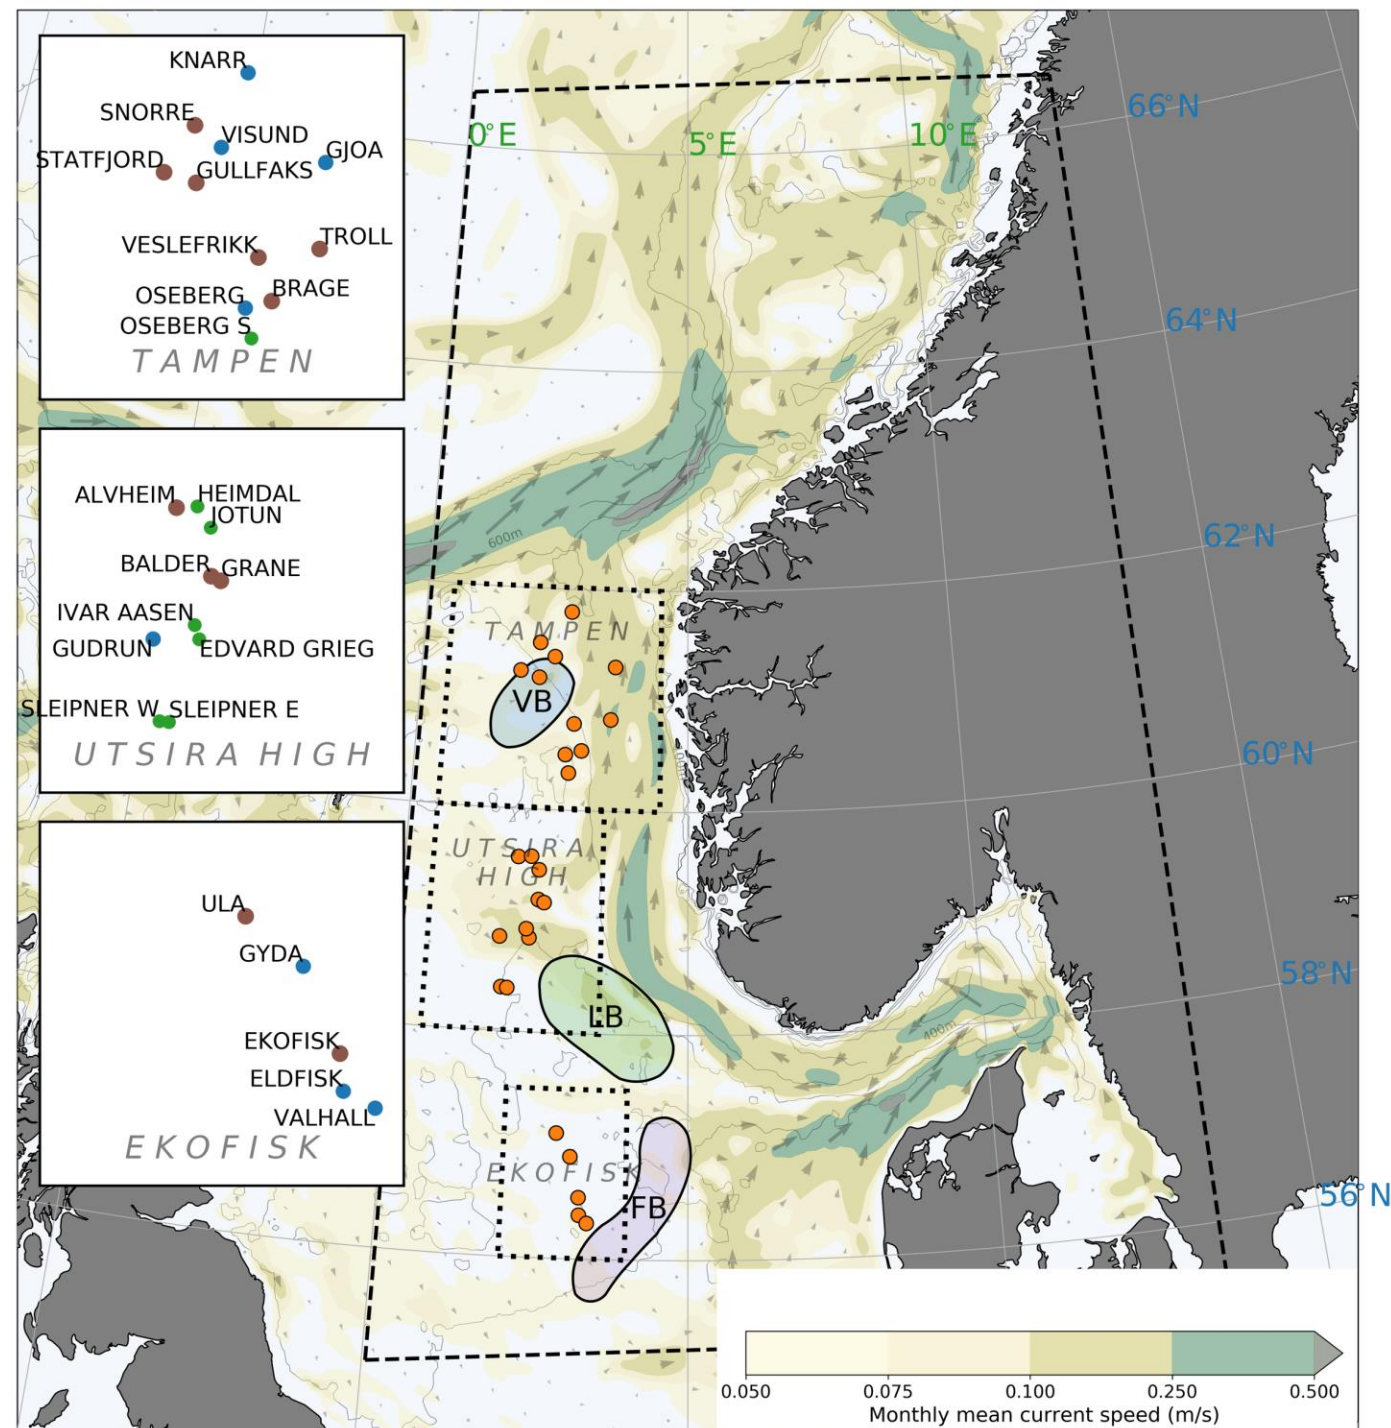 KNARR
SNORRE
VISUND
GJOA
STATFJORD
GULLFAKS
VESLEFRIKK
TROLL
OSEBERG
BRAGE
OSEBERG S
TAMPEN
ALVHEIM
HEIMDAL
JOTUN
BALDER
GRANE
IVAR AASEN
GUDRUN
EDVARD GRIEG
SLEIPNER W
SLEIPNER E
UTSIRA HIGH
ULA
GYDA
EKOFISK
ELDFISK
VALHALL
EKOFISK
0°E
5°E
10°E
66°N
64°N
62°N
60°N
58°N
56°N
600m
TAMPEN
VB
UTSIRA
HIGH
LB
400m
EKOFISK
FB
0.050
0.075
0.100
0.250
0.500
Monthly mean current speed (m/s)